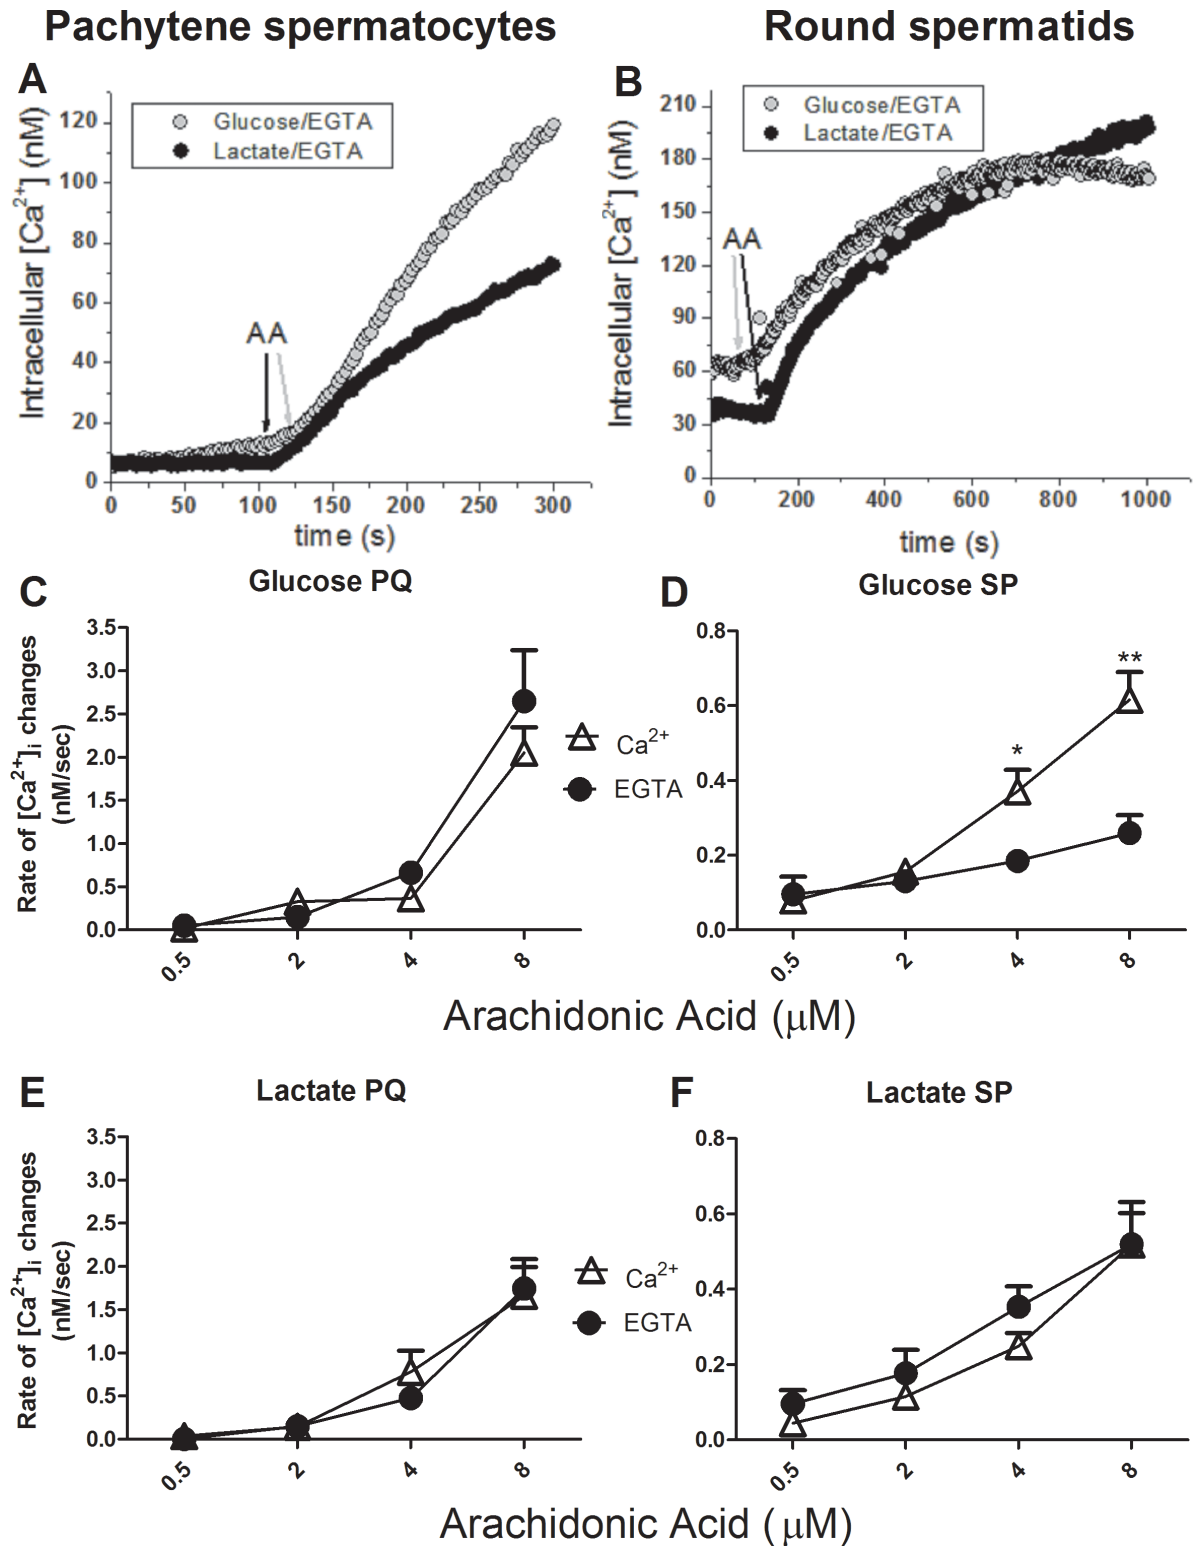 Pachytene spermatocytes
Round spermatids
A
Intracellular [Ca2+] (nM)
120
100
80
60
40
20
0
Glucose/EGTA
Lactate/EGTA
AA
0 50 100 150 200 250 300
time (s)
B
Intracellular [Ca2+] (nM)
210
180
150
120
90
60
30
0
Glucose/EGTA
Lactate/EGTA
AA
0 200 400 600 800 1000
time (s)
C
Glucose PQ
Rate of [Ca2+]i changes
(nM/sec)
3.5
3.0
2.5
2.0
1.5
1.0
0.5
0.0
0.5 2 4 8
Ca2+
EGTA
D
Glucose SP
0.8
0.6
0.4
0.2
0.0
*
**
0.5 2 4 8
Arachidonic Acid (μM)
E
Lactate PQ
Rate of [Ca2+]i changes
(nM/sec)
3.5
3.0
2.5
2.0
1.5
1.0
0.5
0.0
0.5 2 4 8
Ca2+
EGTA
F
Lactate SP
0.8
0.6
0.4
0.2
0.0
0.5 2 4 8
Arachidonic Acid ( μM)